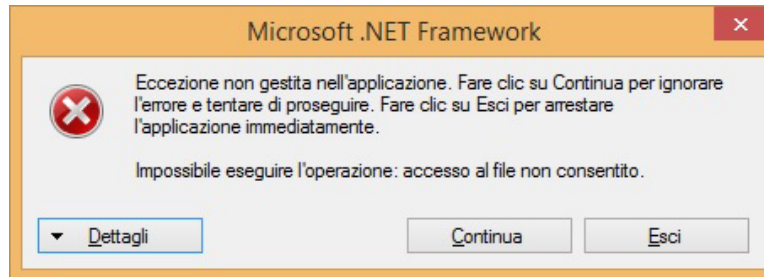 Microsoft .NET Framework
Eccezione non gestita nell'applicazione. Fare clic su Continua per ignorare
l'errore e tentare di proseguire. Fare clic su Esci per arrestare
l'applicazione immediatamente.
Impossibile eseguire l'operazione: accesso al file non consentito.
Dettagli
Continua
Esci